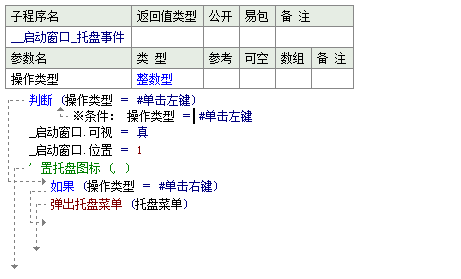 子程序名 返回值类型 公开 易包 备 注
__启动窗口_托盘事件
参数名 类 型 参考 可空 数组 备 注
操作类型 整数型
判断 (操作类型 = #单击左键)
※条件: 操作类型 = #单击左键
_启动窗口.可视 = 真
_启动窗口.位置 = 1
' 置托盘图标 (, )
如果 (操作类型 = #单击右键)
弹出托盘菜单 (托盘菜单)